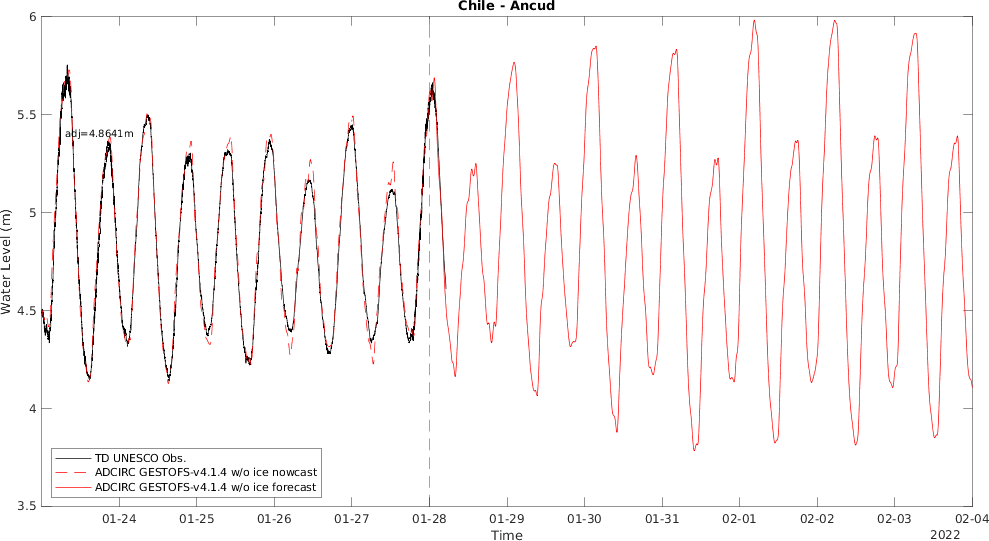 Chile - Ancud
6
5.5
5
4.5
4
3.5
Water Level (m)
adj=4.8641m
TD UNESCO Obs.
ADCIRC GESTOFS-v4.1.4 w/o ice nowcast
ADCIRC GESTOFS-v4.1.4 w/o ice forecast
01-24 01-25 01-26 01-27 01-28 01-29 01-30 01-31 02-01 02-02 02-03 02-04
Time
2022